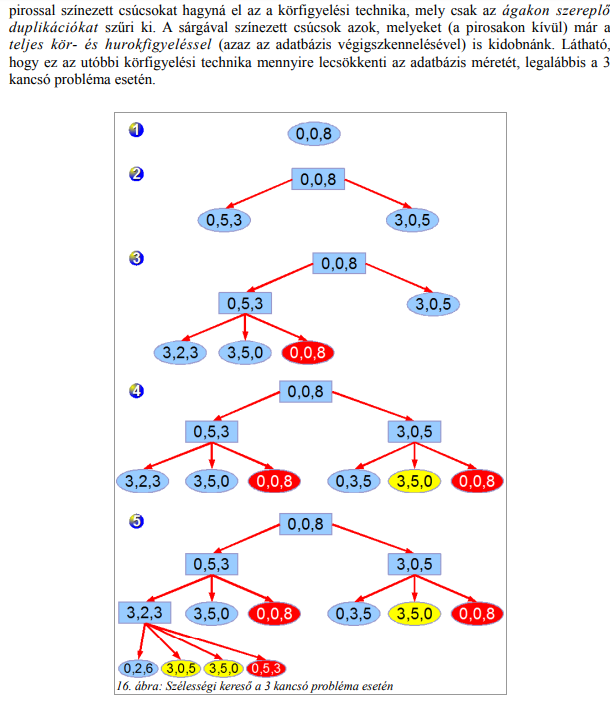 pirossal színezett csúcsokat hagyná el az a körfigyelési technika, mely csak az ágakon szereplő
duplikációkat szűri ki. A sárgával színezett csúcsok azok, melyeket (a pirosakon kívül) már a
teljes kör- és hurokfigyeléssel (azaz az adatbázis végigszkennelésével) is kidobnánk. Látható,
hogy ez az utóbbi körfigyelési technika mennyire lecsökkenti az adatbázis méretét, legalábbis a 3
kancsó probléma esetén.
1
0,0,8
2
0,0,8
0,5,3 3,0,5
3
0,0,8
0,5,3 3,0,5
3,2,3 3,5,0 0,0,8
4
0,0,8
0,5,3 3,0,5
3,2,3 3,5,0 0,0,8 0,3,5 3,5,0 0,0,8
5
0,0,8
0,5,3 3,0,5
3,2,3 3,5,0 0,0,8 0,3,5 3,5,0 0,0,8
0,2,6 3,0,5 3,5,0 0,5,3
16. ábra: Szélességi kereső a 3 kancsó probléma esetén